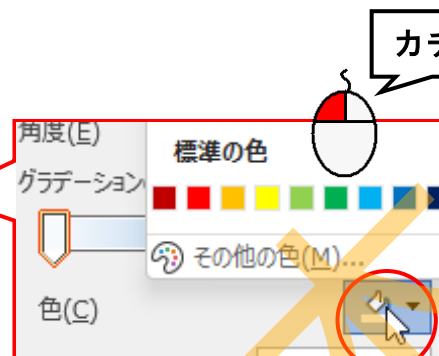 カチ
角度(E)
標準の色
グラデーション
その他の色(M)...
色(C)